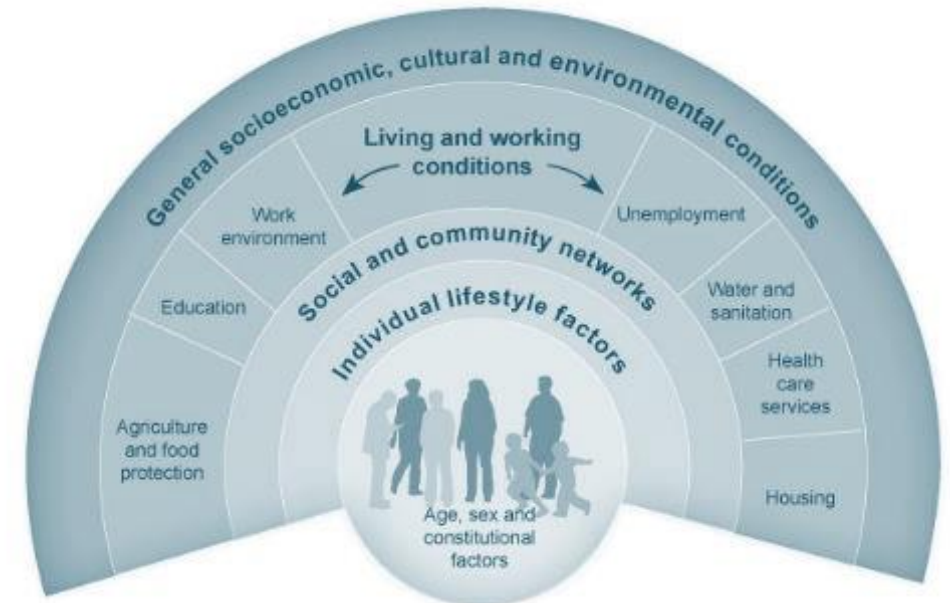 General socioeconomic, cultural and environmental conditions
Living and working
conditions
Work
environment
Unemployment
Social and community networks
Education
Water and
sanitation
Individual lifestyle factors
Health
care
services
Agriculture
and food
protection
Housing
Age, sex and
constitutional
factors